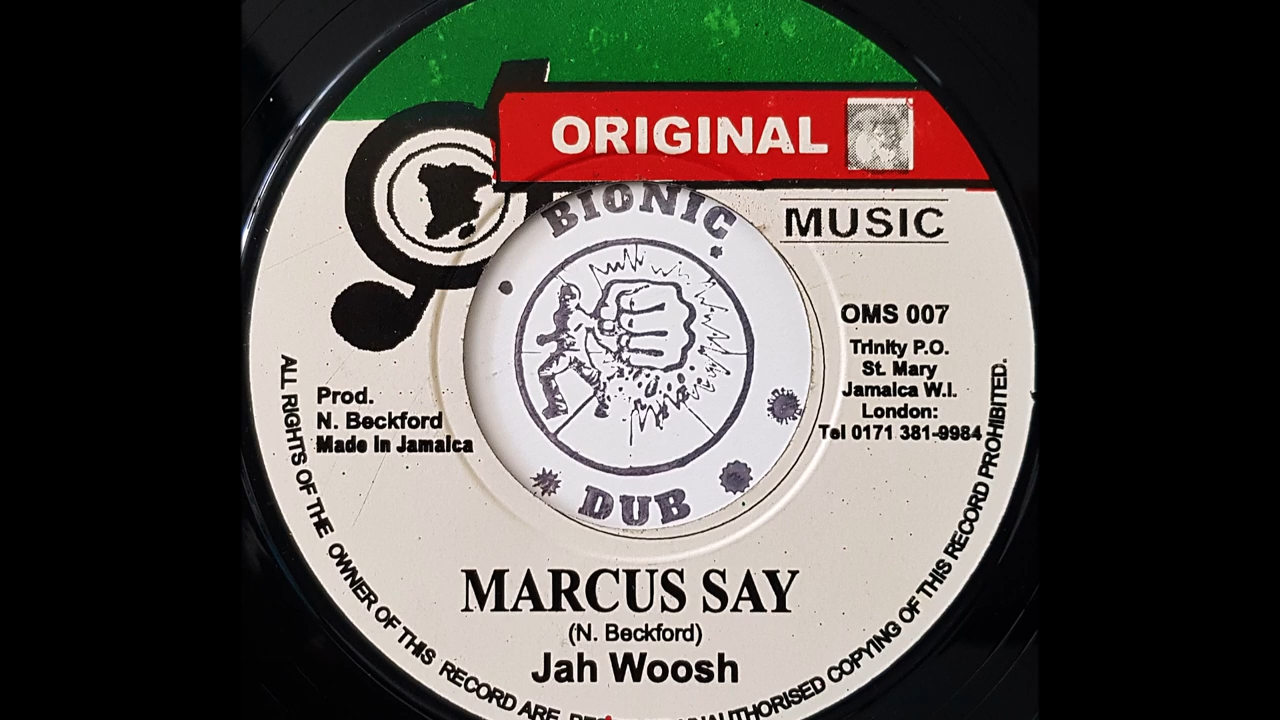 ORIGINAL
MUSIC
BIONIC
DUB
OMS 007
Trinity P.O.
St. Mary
Jamaica W.I.
London:
Tel 0171 381-9984
Prod.
N. Beckford
Made in Jamaica
MARCUS SAY
(N. Beckford)
Jah Woosh
ALL RIGHTS OF THE OWNER OF THIS RECORD ARE UNAUTHORISED COPYING OF THIS RECORD PROHIBITED.